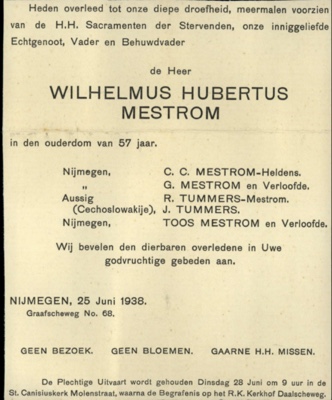 Heden overleed tot onze diepe droefheid, meermalen voorzien
van de H.H. Sacramenten der Stervenden, onze inniggeliefde
Echtgenoot, Vader en Behuwdvader
de Heer
WILHELMUS HUBERTUS
MESTROM
in den ouderdom van 57 jaar.
Nijmegen, C. C. MESTROM-Heldens.
„ G. MESTROM en Verloofde.
Aussig R. TUMMERS-Mestrom.
(Cechoslowakije), J. TUMMERS.
Nijmegen, TOOS MESTROM en Verloofde.
Wij bevelen den dierbaren overledene in Uwe
godvruchtige gebeden aan.
NIJMEGEN, 25 Juni 1938.
Graafscheweg No. 68.
GEEN BEZOEK. GEEN BLOEMEN. GAARNE H.H. MISSEN.
De Plechtige Uitvaart wordt gehouden Dinsdag 28 Juni om 9 uur in de
St. Canisiuskerk Molenstraat, waarna de Begrafenis op het R.K. Kerkhof Daalscheweg.